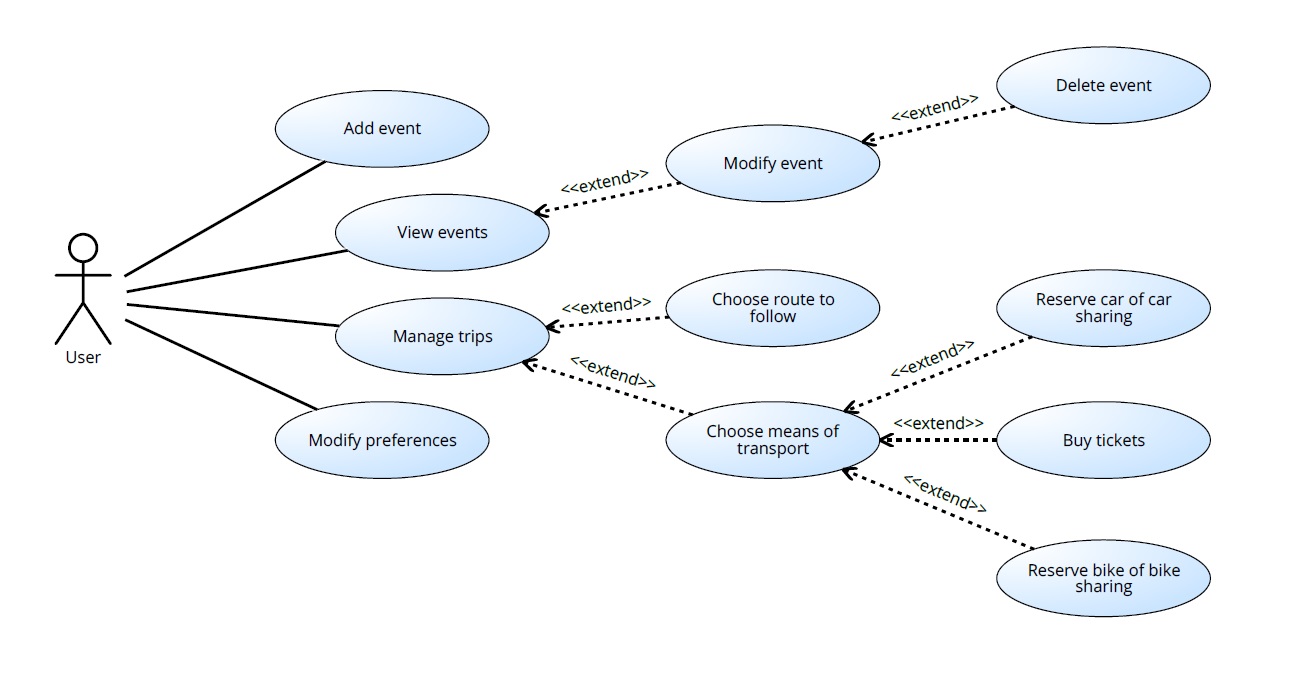 Delete event
<<extend>>
Add event
Modify event
<<extend>>
View events
<<extend>>
Choose route to
follow
Reserve car of car
sharing
Manage trips
User
<<extend>>
<<extend>>
Modify preferences
Choose means of
transport
<<extend>>
Buy tickets
<<extend>>
Reserve bike of bike
sharing